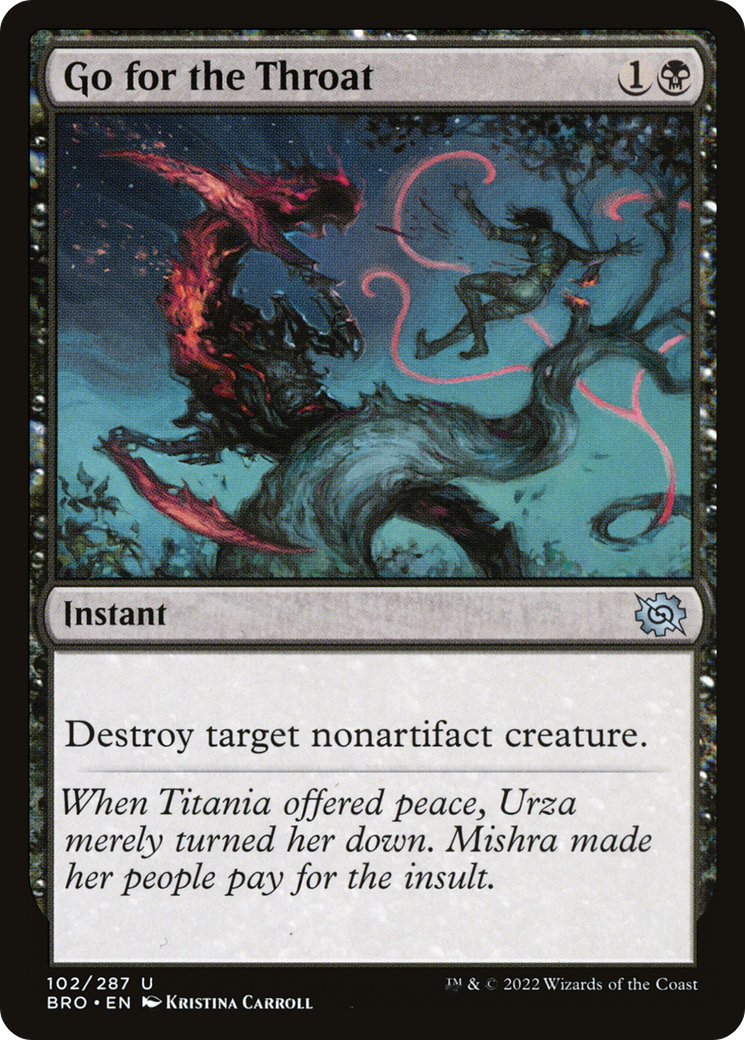 Go for the Throat 1
Instant
Destroy target nonartifact creature.
When Titania offered peace, Urza
merely turned her down. Mishra made
her people pay for the insult.
102/287 U
™ & © 2022 Wizards of the Coast
BRO • EN Kristina Carroll